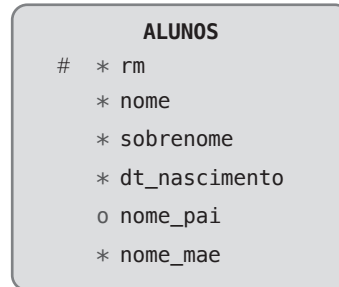 ALUNOS
# * rm
* nome
* sobrenome
* dt_nascimento
o nome_pai
* nome_mae